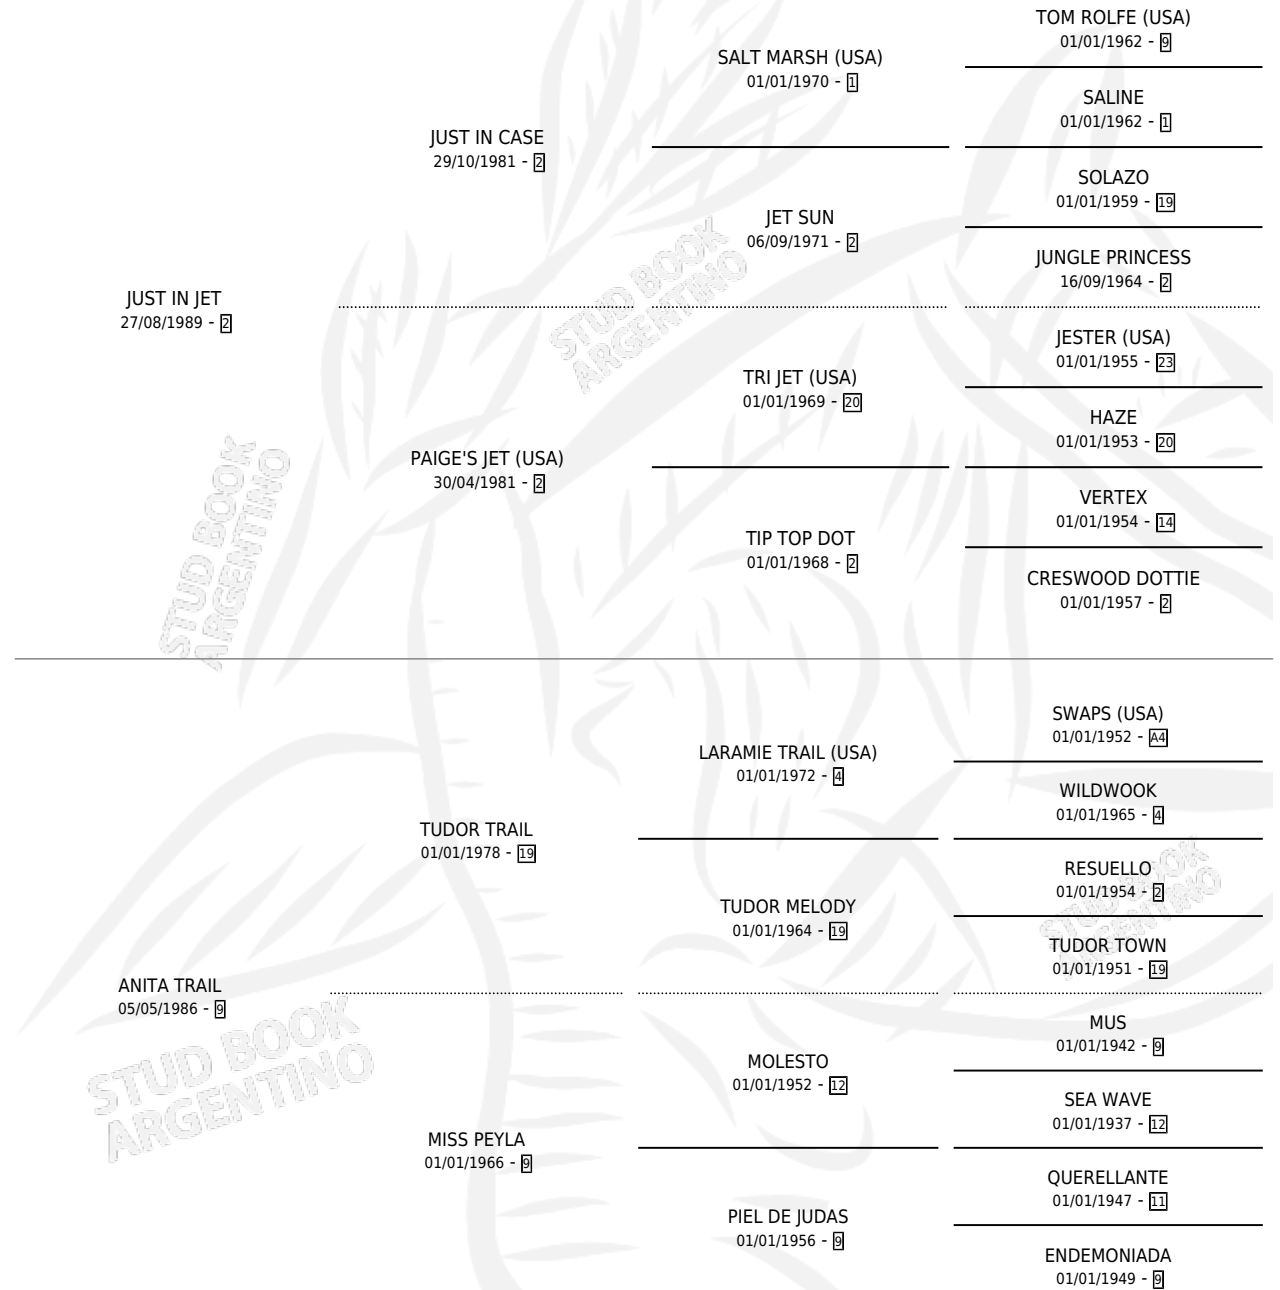 TOM ROLFE (USA)
01/01/1962 - 9
SALT MARSH (USA)
01/01/1970 - 1
SALINE
01/01/1962 - 1
JUST IN CASE
29/10/1981 - 2
SOLAZO
01/01/1959 - 19
JET SUN
06/09/1971 - 2
JUNGLE PRINCESS
16/09/1964 - 2
JUST IN JET
27/08/1989 - 2
JESTER (USA)
01/01/1955 - 23
TRI JET (USA)
01/01/1969 - 20
HAZE
01/01/1953 - 20
PAIGE'S JET (USA)
30/04/1981 - 2
VERTEX
01/01/1954 - 14
TIP TOP DOT
01/01/1968 - 2
CRESWOOD DOTTIE
01/01/1957 - 2
SWAPS (USA)
01/01/1952 - A4
LARAMIE TRAIL (USA)
01/01/1972 - 4
WILDWOOK
01/01/1965 - 4
TUDOR TRAIL
01/01/1978 - 19
RESUELLO
01/01/1954 - 2
TUDOR MELODY
01/01/1964 - 19
TUDOR TOWN
01/01/1951 - 19
ANITA TRAIL
05/05/1986 - 9
MUS
01/01/1942 - 9
MOLESTO
01/01/1952 - 12
SEA WAVE
01/01/1937 - 12
MISS PEYLA
01/01/1966 - 9
QUERELLANTE
01/01/1947 - 11
PIEL DE JUDAS
01/01/1956 - 9
ENDEMONIADA
01/01/1949 - 9
STUD BOOK
ARGENTINO
STUD BOOK
ARGENTINO
STUD BOOK
ARGENTINO
STUD BOOK
ARGENTINO